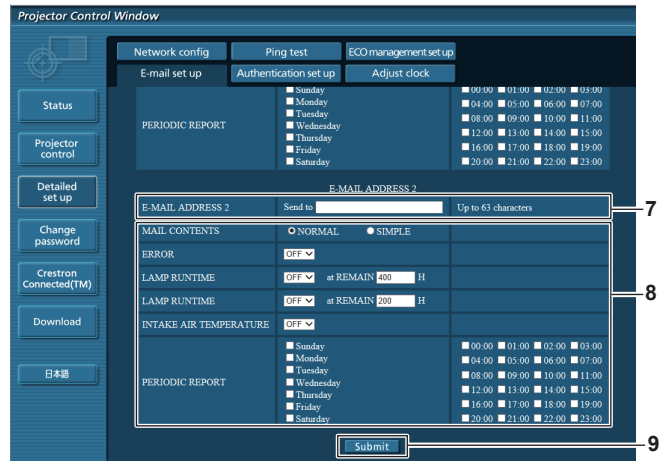 Projector Control Window
Network config Ping test ECO management set up
E-mail set up Authentication set up Adjust clock
Status
Projector control
Detailed set up
Change password
Crestron Connected(TM)
Download
日本語
PERIODIC REPORT
Sunday
Monday
Tuesday
Wednesday
Thursday
Friday
Saturday
00:00 01:00 02:00 03:00
04:00 05:00 06:00 07:00
08:00 09:00 10:00 11:00
12:00 13:00 14:00 15:00
16:00 17:00 18:00 19:00
20:00 21:00 22:00 23:00
E-MAIL ADDRESS 2
E-MAIL ADDRESS 2 Send to Up to 63 characters
7
MAIL CONTENTS NORMAL SIMPLE
ERROR OFF
LAMP RUNTIME OFF at REMAIN 400 H
8
LAMP RUNTIME OFF at REMAIN 200 H
INTAKE AIR TEMPERATURE OFF
PERIODIC REPORT
Sunday
Monday
Tuesday
Wednesday
Thursday
Friday
Saturday
00:00 01:00 02:00 03:00
04:00 05:00 06:00 07:00
08:00 09:00 10:00 11:00
12:00 13:00 14:00 15:00
16:00 17:00 18:00 19:00
20:00 21:00 22:00 23:00
Submit
9